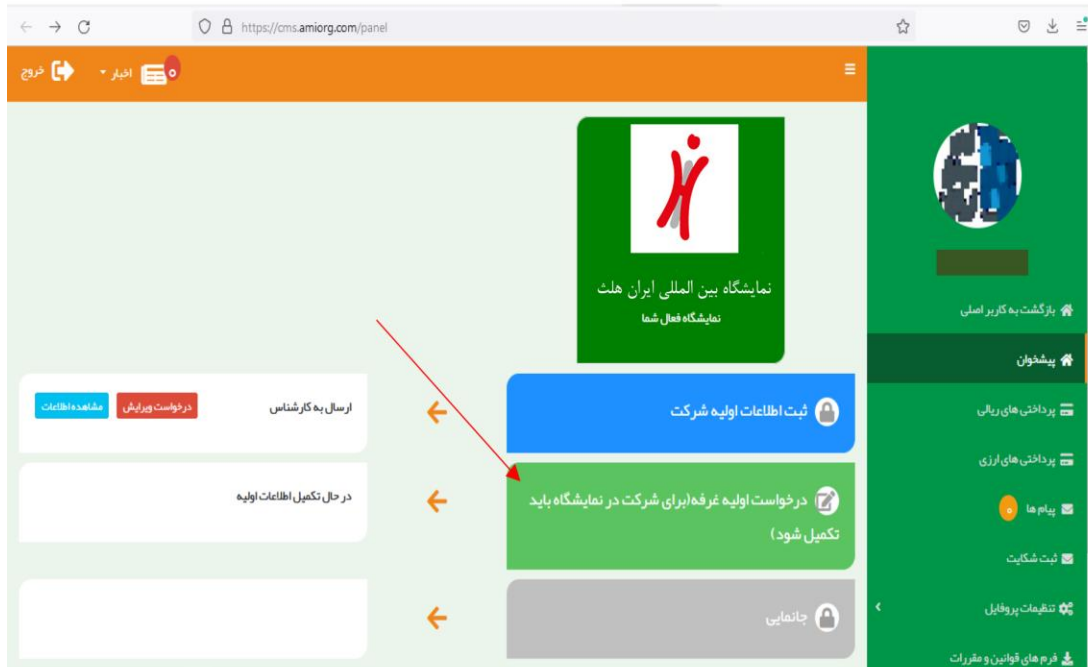 https://cms.amiorg.com/panel
خروج
اخبار
۰
نمایشگاه بین المللی ایران هلث
نمایشگاه فعال شما
بازگشت به کاربر اصلی
پیشخوان
پرداختی های ریالی
پرداختی های ارزی
پیام ها ۰
ثبت شکایت
تنظیمات پروفایل
فرم های قوانین و مقررات
ثبت اطلاعات اولیه شرکت
ارسال به کارشناس
درخواست ویرایش
مشاهده اطلاعات
درخواست اولیه غرفه(برای شرکت در نمایشگاه باید
تکمیل شود)
در حال تکمیل اطلاعات اولیه
جانمایی